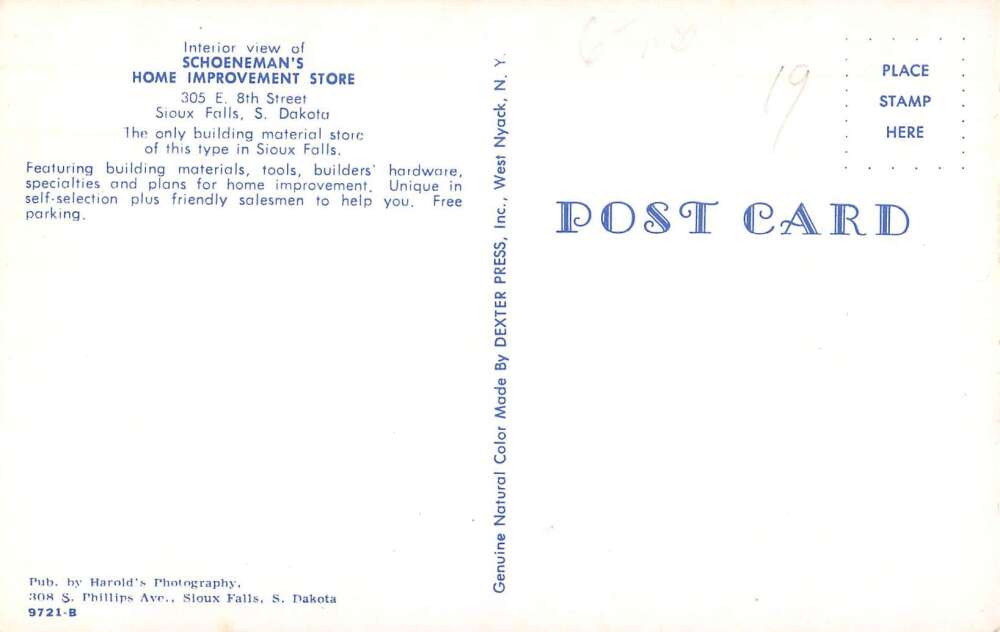 Interior view of
SCHOENEMAN'S
HOME IMPROVEMENT STORE
305 E. 8th Street
Sioux Falls, S. Dakota
The only building material store
of this type in Sioux Falls.
Featuring building materials, tools, builders' hardware,
specialties and plans for home improvement. Unique in
self-selection plus friendly salesmen to help you. Free
parking.
Pub. by Harold's Photography,
308 S. Phillips Ave., Sioux Falls, S. Dakota
9721-B
Genuine Natural Color Made By DEXTER PRESS, Inc., West Nyack, N. Y.
19
PLACE
STAMP
HERE
POST CARD